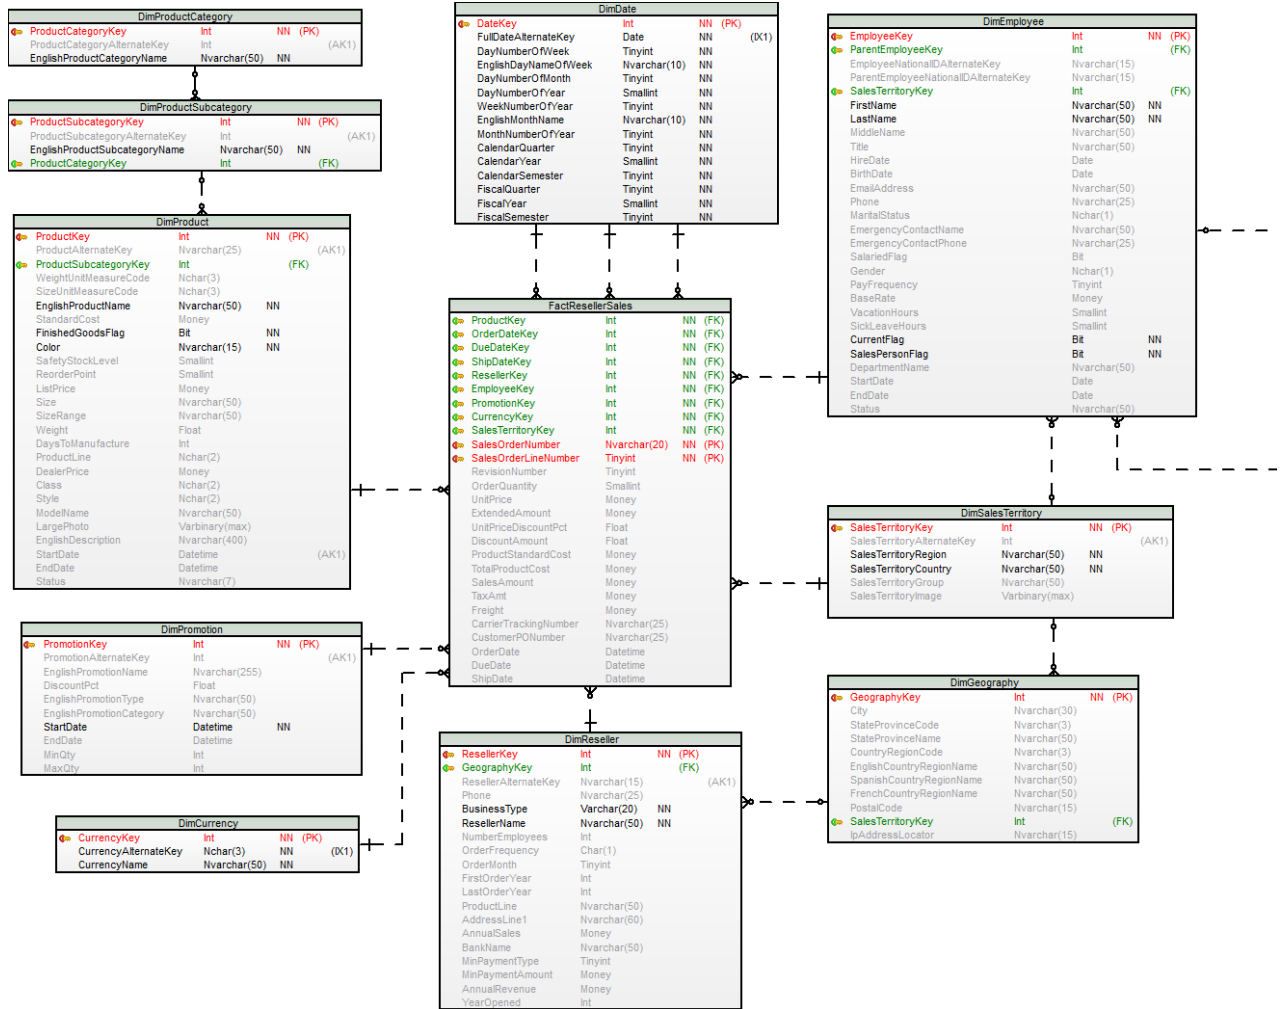 DimProductCategory
ProductCategoryKey Int NN (PK)
ProductCategoryAlternateKey Int (AK1)
EnglishProductCategoryName Nvarchar(50) NN
DimProductSubcategory
ProductSubcategoryKey Int NN (PK)
ProductSubcategoryAlternateKey Int (AK1)
EnglishProductSubcategoryName Nvarchar(50) NN
ProductCategoryKey Int (FK)
DimProduct
ProductKey Int NN (PK)
ProductAlternateKey Nvarchar(25) (AK1)
ProductSubcategoryKey Int (FK)
WeightUnitMeasureCode Nchar(3)
SizeUnitMeasureCode Nchar(3)
EnglishProductName Nvarchar(50) NN
StandardCost Money
FinishedGoodsFlag Bit NN
Color Nvarchar(15) NN
SafetyStockLevel Smallint
ReorderPoint Smallint
ListPrice Money
Size Nvarchar(50)
SizeRange Nvarchar(50)
Weight Float
DaysToManufacture Int
ProductLine Nchar(2)
DealerPrice Money
Class Nchar(2)
Style Nchar(2)
ModelName Nvarchar(50)
LargePhoto Varbinary(max)
EnglishDescription Nvarchar(400)
StartDate Datetime (AK1)
EndDate Datetime
Status Nvarchar(7)
DimPromotion
PromotionKey Int NN (PK)
PromotionAlternateKey Int (AK1)
EnglishPromotionName Nvarchar(255)
DiscountPct Float
EnglishPromotionType Nvarchar(50)
EnglishPromotionCategory Nvarchar(50)
StartDate Datetime NN
EndDate Datetime
MinQty Int
MaxQty Int
DimCurrency
CurrencyKey Int NN (PK)
CurrencyAlternateKey Nchar(3) NN (IX1)
CurrencyName Nvarchar(50) NN
DimDate
DateKey Int NN (PK)
FullDateAlternateKey Date NN (IX1)
DayNumberOfWeek Tinyint NN
EnglishDayNameOfWeek Nvarchar(10) NN
DayNumberOfMonth Tinyint NN
DayNumberOfYear Smallint NN
WeekNumberOfYear Tinyint NN
EnglishMonthName Nvarchar(10) NN
MonthNumberOfYear Tinyint NN
CalendarQuarter Tinyint NN
CalendarYear Smallint NN
CalendarSemester Tinyint NN
FiscalQuarter Tinyint NN
FiscalYear Smallint NN
FiscalSemester Tinyint NN
FactResellerSales
ProductKey Int NN (FK)
OrderDateKey Int NN (FK)
DueDateKey Int NN (FK)
ShipDateKey Int NN (FK)
ResellerKey Int NN (FK)
EmployeeKey Int NN (FK)
PromotionKey Int NN (FK)
CurrencyKey Int NN (FK)
SalesTerritoryKey Int NN (FK)
SalesOrderNumber Nvarchar(20) NN (PK)
SalesOrderLineNumber Tinyint NN (PK)
RevisionNumber Tinyint
OrderQuantity Smallint
UnitPrice Money
ExtendedAmount Money
UnitPriceDiscountPct Float
DiscountAmount Float
ProductStandardCost Money
TotalProductCost Money
SalesAmount Money
TaxAmt Money
Freight Money
CarrierTrackingNumber Nvarchar(25)
CustomerPONumber Nvarchar(25)
OrderDate Datetime
DueDate Datetime
ShipDate Datetime
DimReseller
ResellerKey Int NN (PK)
GeographyKey Int (FK)
ResellerAlternateKey Nvarchar(15) (AK1)
Phone Nvarchar(25)
BusinessType Varchar(20) NN
ResellerName Nvarchar(50) NN
NumberEmployees Int
OrderFrequency Char(1)
OrderMonth Tinyint
FirstOrderYear Int
LastOrderYear Int
ProductLine Nvarchar(50)
AddressLine1 Nvarchar(60)
AnnualSales Money
BankName Nvarchar(50)
MinPaymentType Tinyint
MinPaymentAmount Money
AnnualRevenue Money
YearOpened Int
DimEmployee
EmployeeKey Int NN (PK)
ParentEmployeeKey Int (FK)
EmployeeNationalIDAlternateKey Nvarchar(15)
ParentEmployeeNationalIDAlternateKey Nvarchar(15)
SalesTerritoryKey Int (FK)
FirstName Nvarchar(50) NN
LastName Nvarchar(50) NN
MiddleName Nvarchar(50)
Title Nvarchar(50)
HireDate Date
BirthDate Date
EmailAddress Nvarchar(50)
Phone Nvarchar(25)
MaritalStatus Nchar(1)
EmergencyContactName Nvarchar(50)
EmergencyContactPhone Nvarchar(25)
SalariedFlag Bit
Gender Nchar(1)
PayFrequency Tinyint
BaseRate Money
VacationHours Smallint
SickLeaveHours Smallint
CurrentFlag Bit NN
SalesPersonFlag Bit NN
DepartmentName Nvarchar(50)
StartDate Date
EndDate Date
Status Nvarchar(50)
DimSalesTerritory
SalesTerritoryKey Int NN (PK)
SalesTerritoryAlternateKey Int (AK1)
SalesTerritoryRegion Nvarchar(50) NN
SalesTerritoryCountry Nvarchar(50) NN
SalesTerritoryGroup Nvarchar(50)
SalesTerritoryImage Varbinary(max)
DimGeography
GeographyKey Int NN (PK)
City Nvarchar(30)
StateProvinceCode Nvarchar(3)
StateProvinceName Nvarchar(50)
CountryRegionCode Nvarchar(3)
EnglishCountryRegionName Nvarchar(50)
SpanishCountryRegionName Nvarchar(50)
FrenchCountryRegionName Nvarchar(50)
PostalCode Nvarchar(15)
SalesTerritoryKey Int (FK)
IpAddressLocator Nvarchar(15)